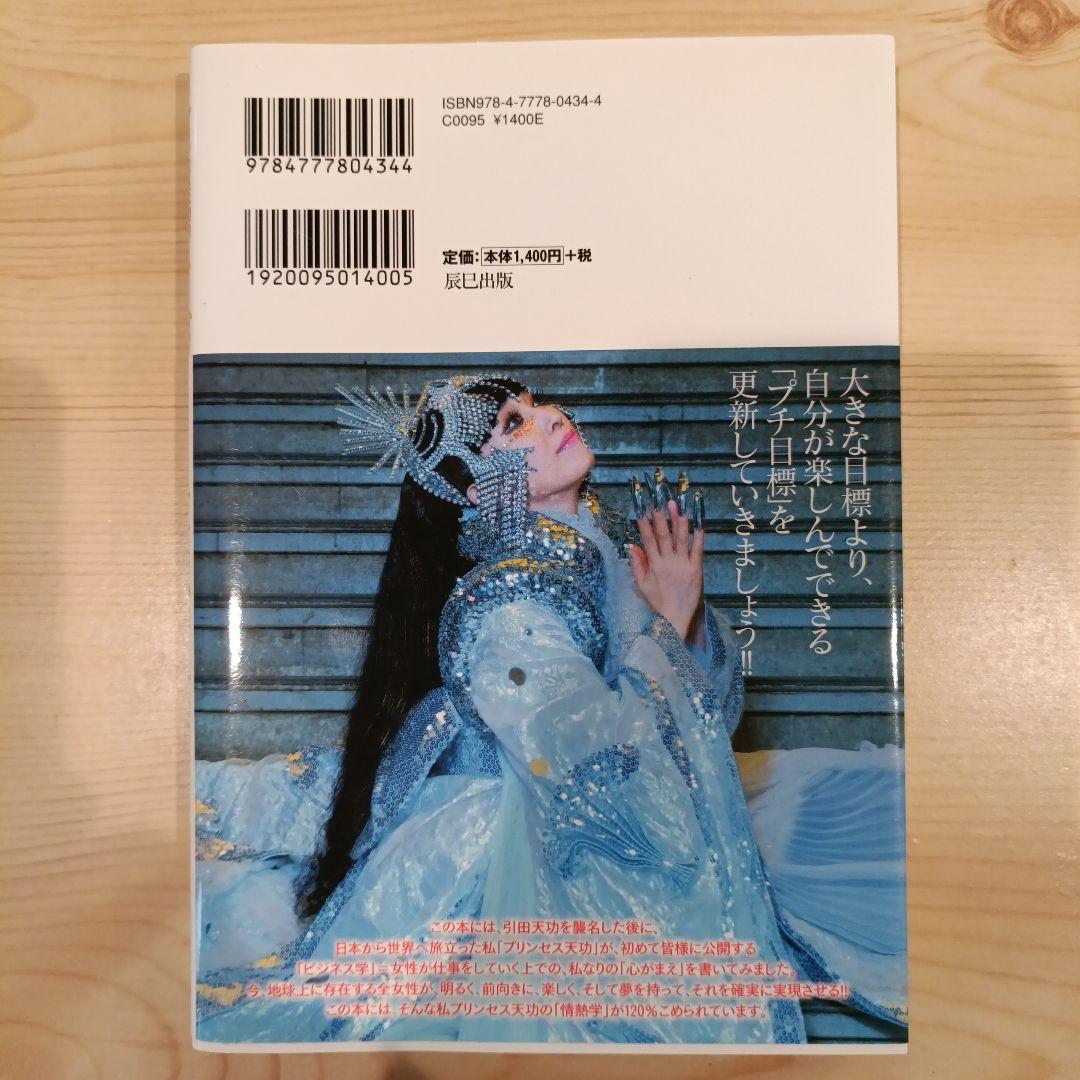 ISBN978-4-7778-0434-4
C0095 ¥1400E
9784777804344
1920095014005
定価：本体1,400円+税
辰巳出版
大きな目標より、
自分が楽しんでできる
「プチ目標」を
更新していきましょう!!
この本には、引田天功を襲名した後に、
日本から世界へ旅立った私「プリンセス天功」が、初めて皆様に公開する
「ビジネス学」＝女性が仕事をしていく上での、私なりの「心がまえ」を書いてみました。
今、地球上に存在する全女性が、明るく、前向きに、楽しく、そして夢を持って、それを確実に実現させる!!
この本には、そんな私プリンセス天功の「情熱学」が120%こめられています。